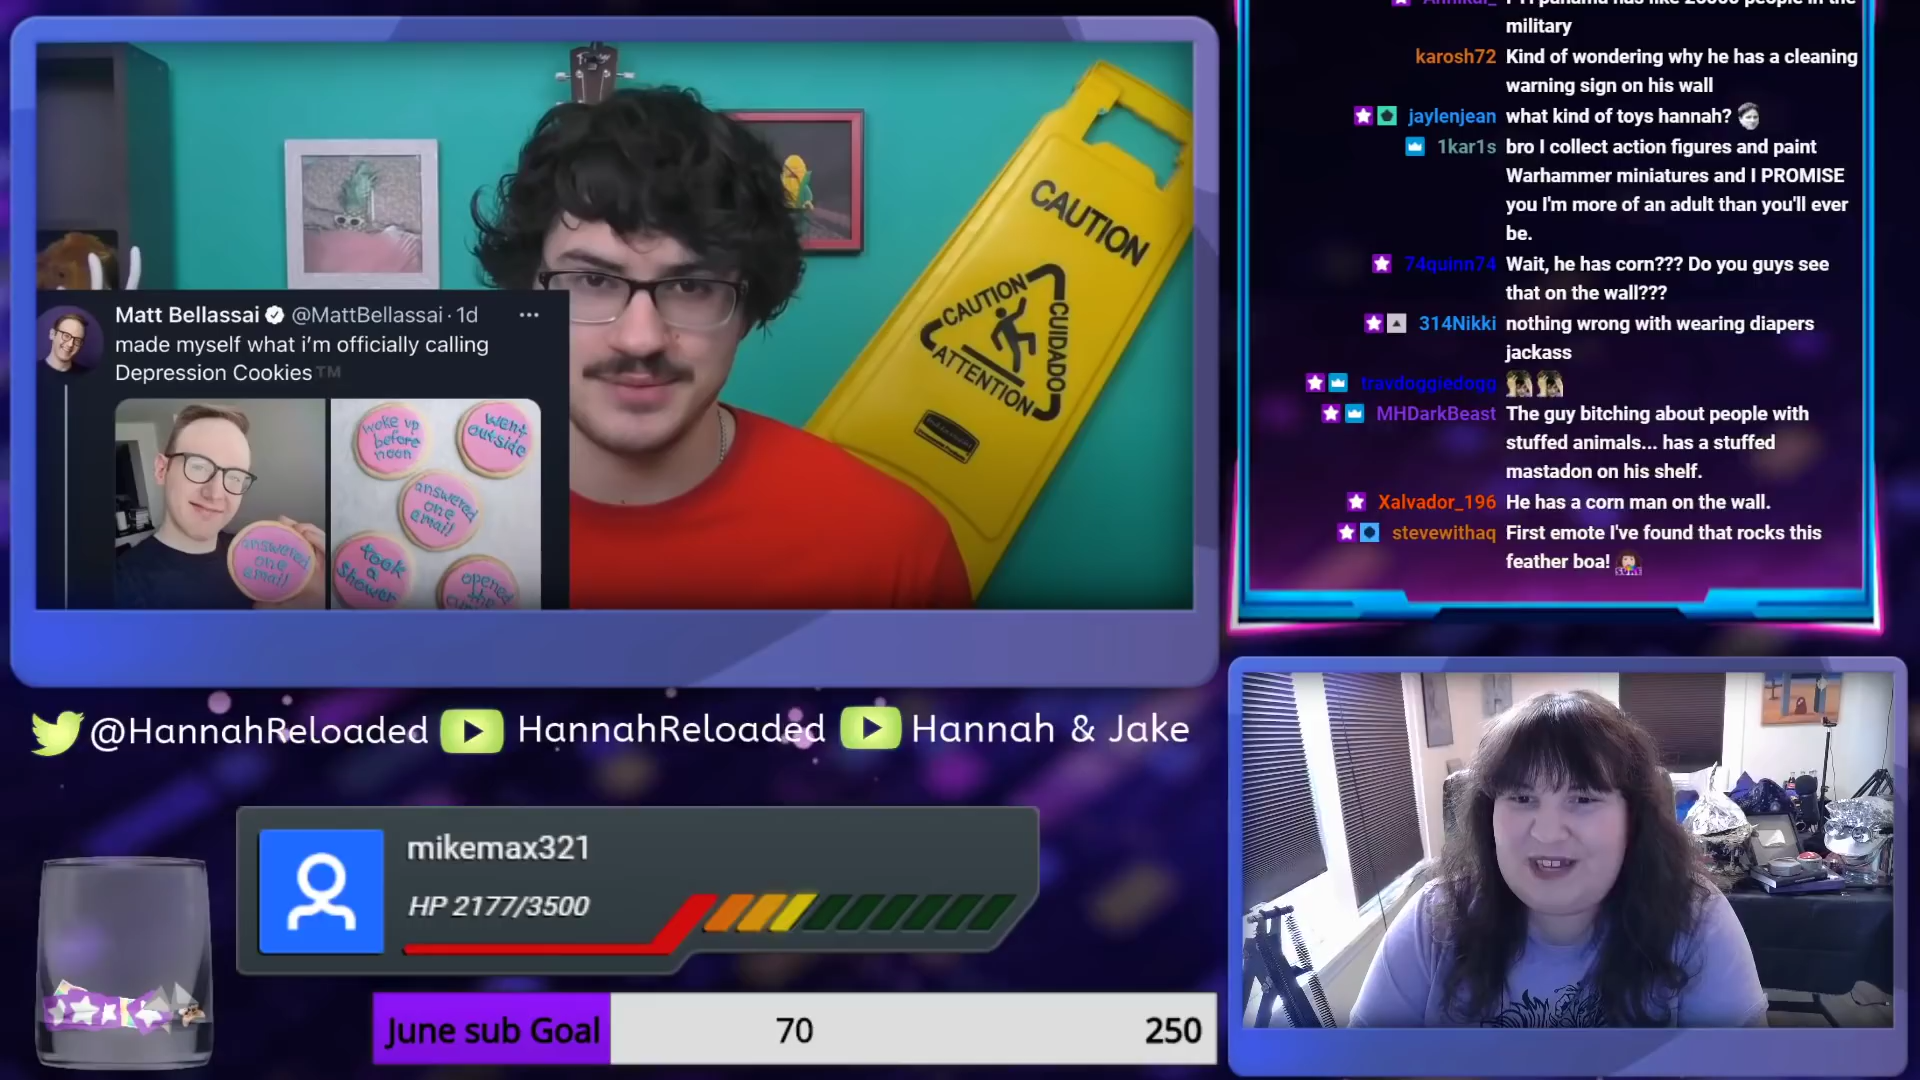 Matt Bellassai @MattBellassai · 1d
made myself what i'm officially calling
Depression Cookies™
answered
one
email
woke up
before
noon
went
outside
answered
one
email
took
a
shower
opened
the
CAUTION
CAUTION
CUIDADO
ATTENTION
military
karosh72 Kind of wondering why he has a cleaning
warning sign on his wall
jaylenjean what kind of toys hannah?
1kar1s bro I collect action figures and paint
Warhammer miniatures and I PROMISE
you I'm more of an adult than you'll ever
be.
74quinn74 Wait, he has corn??? Do you guys see
that on the wall???
314Nikki nothing wrong with wearing diapers
jackass
travdoggiedogg
MHDarkBeast The guy bitching about people with
stuffed animals... has a stuffed
mastadon on his shelf.
Xalvador_196 He has a corn man on the wall.
stevewithaq First emote I've found that rocks this
feather boa!
@HannahReloaded HannahReloaded Hannah & Jake
mikemax321
HP 2177/3500
June sub Goal 70 250